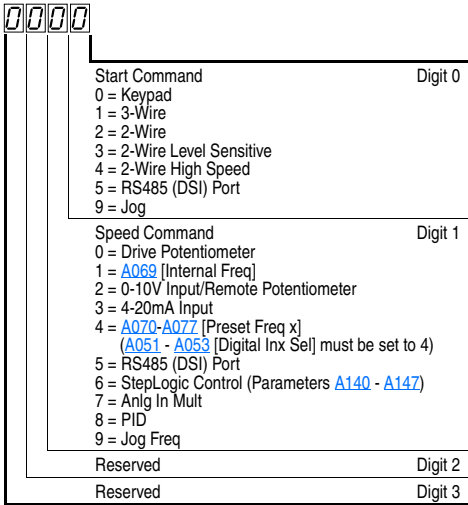 0000
Start Command Digit 0
0 = Keypad
1 = 3-Wire
2 = 2-Wire
3 = 2-Wire Level Sensitive
4 = 2-Wire High Speed
5 = RS485 (DSI) Port
9 = Jog
Speed Command Digit 1
0 = Drive Potentiometer
1 = A069 [Internal Freq]
2 = 0-10V Input/Remote Potentiometer
3 = 4-20mA Input
4 = A070-A077 [Preset Freq x]
(A051 - A053 [Digital Inx Sel] must be set to 4)
5 = RS485 (DSI) Port
6 = StepLogic Control (Parameters A140 - A147)
7 = Anlg In Mult
8 = PID
9 = Jog Freq
Reserved Digit 2
Reserved Digit 3